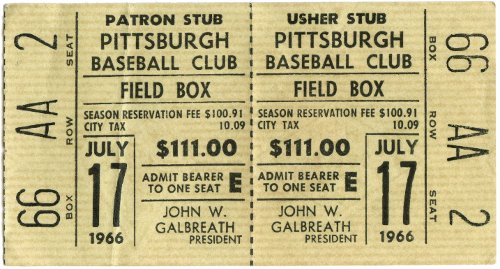 2
SEAT
AA
ROW
66
BOX
PATRON STUB
PITTSBURGH
BASEBALL CLUB
FIELD BOX
SEASON RESERVATION FEE $100.91
CITY TAX 10.09
JULY
17
1966
$111.00
ADMIT BEARER
TO ONE SEAT E
JOHN W.
GALBREATH
PRESIDENT
USHER STUB
PITTSBURGH
BASEBALL CLUB
FIELD BOX
SEASON RESERVATION FEE $100.91
CITY TAX 10.09
$111.00
ADMIT BEARER
TO ONE SEAT E
JOHN W.
GALBREATH
PRESIDENT
JULY
17
1966
BOX
66
ROW
AA
SEAT
2